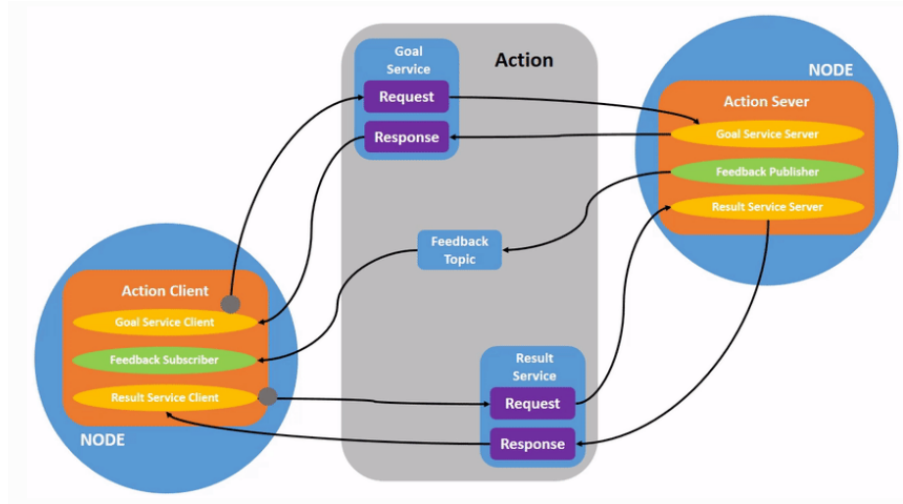 Goal
Service
Request
Response
Action
NODE
Action Sever
Goal Service Server
Feedback Publisher
Result Service Server
Feedback
Topic
Action Client
Goal Service Client
Feedback Subscriber
Result Service Client
NODE
Result
Service
Request
Response